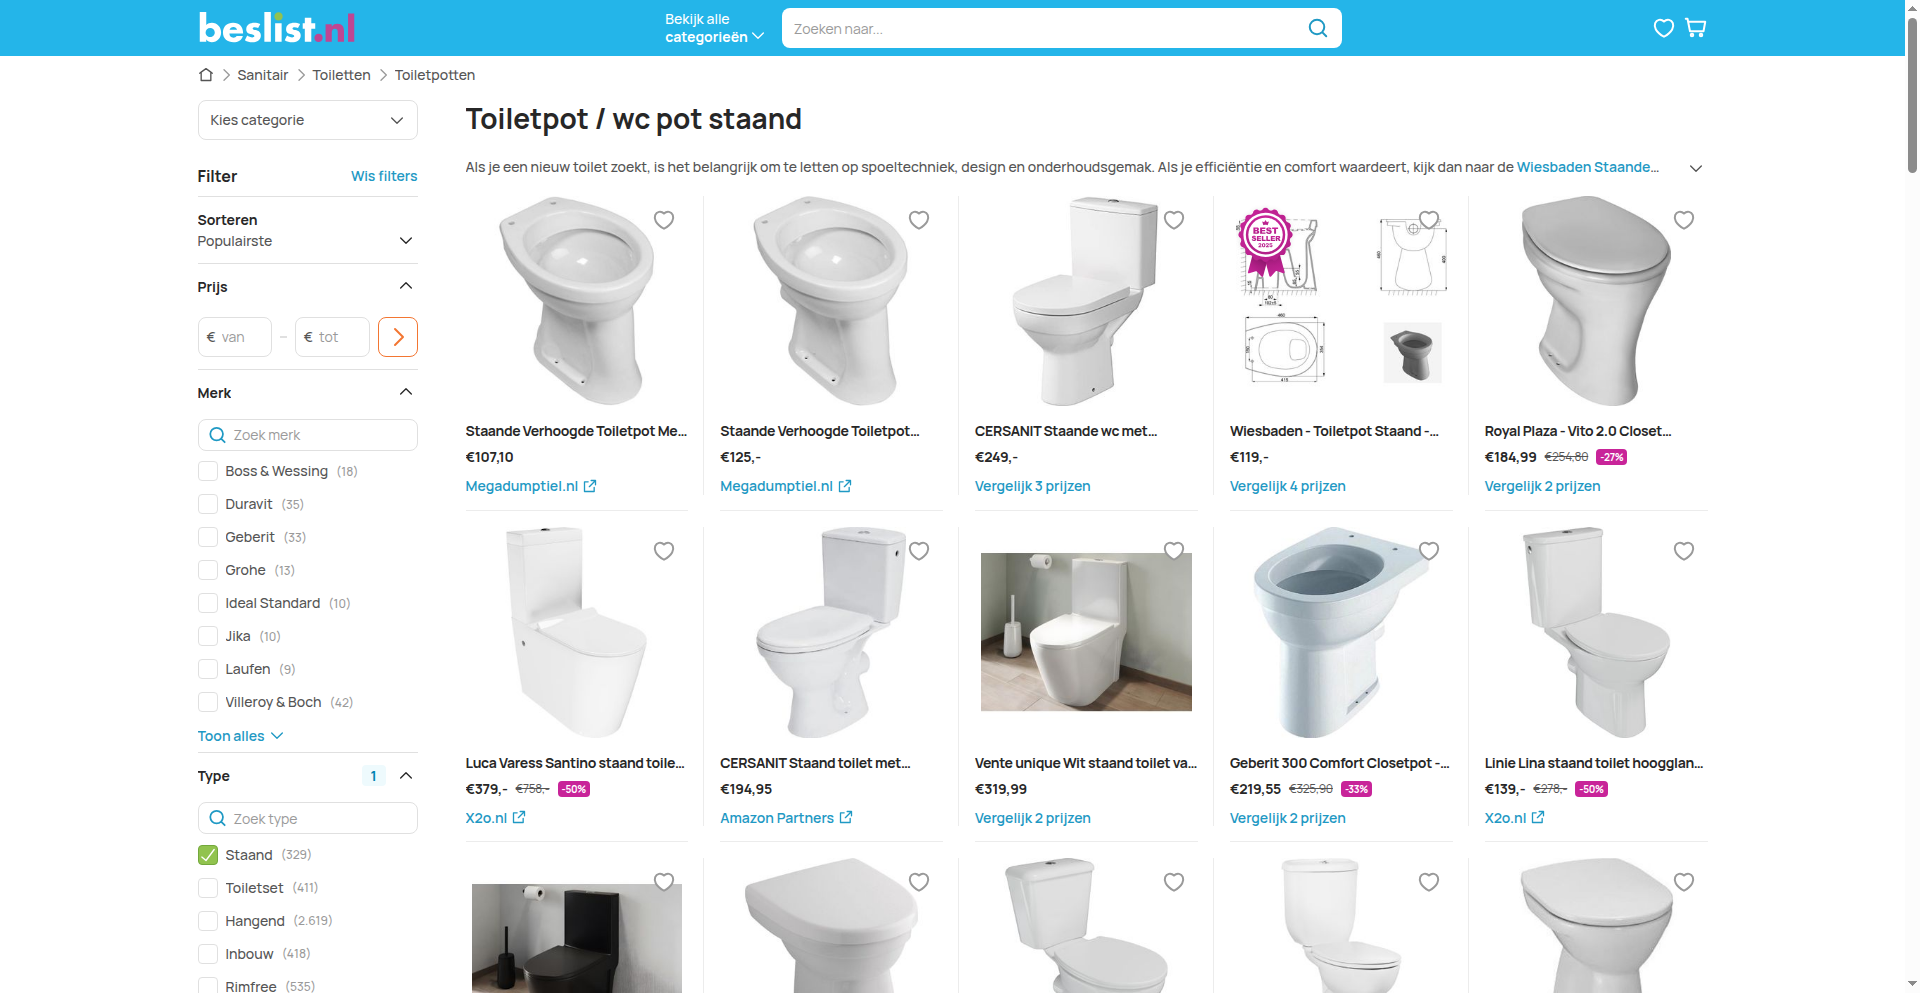 beslist.nl
Bekijk alle
categorieën
Zoeken naar...
Sanitair
Toiletten
Toiletpotten
Kies categorie
Filter
Wis filters
Sorteren
Populairste
Prijs
€ van
–
€ tot
Merk
Zoek merk
Boss & Wessing (18)
Duravit (35)
Geberit (33)
Grohe (13)
Ideal Standard (10)
Jika (10)
Laufen (9)
Villeroy & Boch (42)
Toon alles
Type
1
Zoek type
Staand (329)
Toiletset (411)
Hangend (2.619)
Inbouw (418)
Rimfree (535)
Toiletpot / wc pot staand
Als je een nieuw toilet zoekt, is het belangrijk om te letten op spoeltechniek, design en onderhoudsgemak. Als je efficiëntie en comfort waardeert, kijk dan naar de Wiesbaden Staande...
Staande Verhoogde Toiletpot Me...
€107,10
Megadumptiel.nl
Staande Verhoogde Toiletpot...
€125,-
Megadumptiel.nl
CERSANIT Staande wc met...
€249,-
Vergelijk 3 prijzen
BEST
SELLER
2025
Wiesbaden - Toiletpot Staand -...
€119,-
Vergelijk 4 prijzen
Royal Plaza - Vito 2.0 Closet...
€184,99 €254,80 -27%
Vergelijk 2 prijzen
Luca Varess Santino staand toile...
€379,- €758,- -50%
X2o.nl
CERSANIT Staand toilet met...
€194,95
Amazon Partners
Vente unique Wit staand toilet va...
€319,99
Vergelijk 2 prijzen
Geberit 300 Comfort Closetpot -...
€219,55 €325,90 -33%
Vergelijk 2 prijzen
Linie Lina staand toilet hoogglan...
€139,- €278,- -50%
X2o.nl